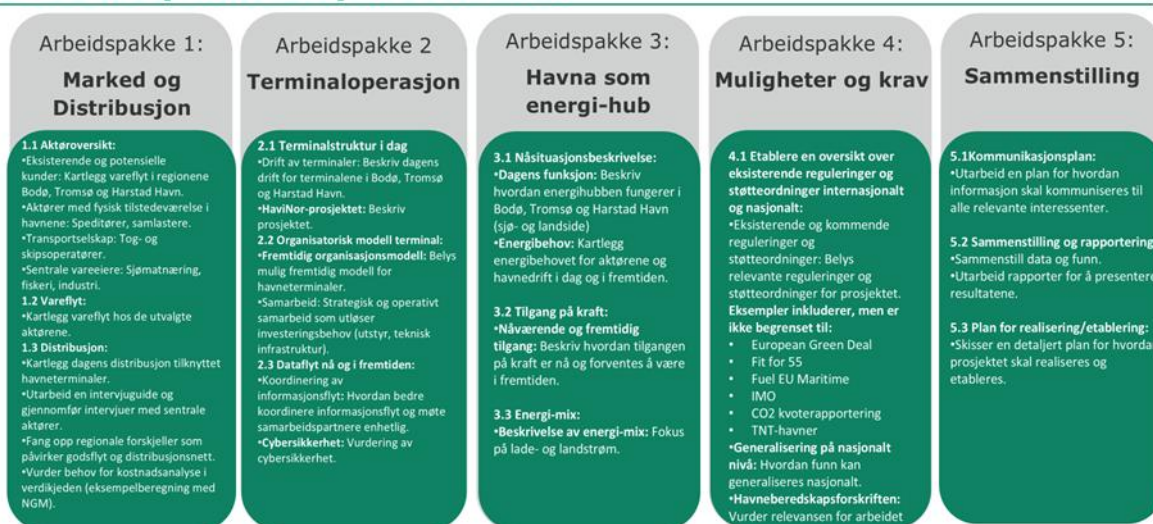 Arbeidspakke 1:
Marked og
Distribusjon
1.1 Aktøroversikt:
•Eksisterende og potensielle
kunder: Kartlegg vareflyt i regionene
Bodø, Tromsø og Harstad Havn.
•Aktører med fysisk tilstedeværelse i
havnene: Speditører, samlastere.
•Transportselskap: Tog- og
skipsoperatører.
•Sentrale vareeiere: Sjømatnæring,
fiskeri, industri.
1.2 Vareflyt:
•Kartlegg vareflyt hos de utvalgte
aktørene.
1.3 Distribusjon:
•Kartlegg dagens distribusjon tilknyttet
havneterminaler.
•Utarbeid en intervjuguide og
gjennomfør intervjuer med sentrale
aktører.
•Fang opp regionale forskjeller som
påvirker godsflyt og distribusjonsnett.
•Vurder behov for kostnadsanalyse i
verdikjeden (eksempelberegning med
NGM).
Arbeidspakke 2
Terminaloperasjon
2.1 Terminalstruktur i dag
•Drift av terminaler: Beskriv dagens
drift for terminalene i Bodø, Tromsø
og Harstad Havn.
•HaviNor-prosjektet: Beskriv
prosjektet.
2.2 Organisatorisk modell terminal:
•Fremtidig organisasjonsmodell: Belys
mulig fremtidig modell for
havneterminaler.
•Samarbeid: Strategisk og operativt
samarbeid som utløser
investeringsbehov (utstyr, teknisk
infrastruktur).
2.3 Dataflyt nå og i fremtiden:
•Koordinering av
informasjonsflyt: Hvordan bedre
koordinere informasjonsflyt og møte
samarbeidspartnere enhetlig.
•Cybersikkerhet: Vurdering av
cybersikkerhet.
Arbeidspakke 3:
Havna som
energi-hub
3.1 Nåsituasjonsbeskrivelse:
•Dagens funksjon: Beskriv
hvordan energihubben fungerer i
Bodø, Tromsø og Harstad Havn
(sjø- og landside)
•Energibehov: Kartlegg
energibehovet for aktørene og
havnedrift i dag og i fremtiden.
3.2 Tilgang på kraft:
•Nåværende og fremtidig
tilgang: Beskriv hvordan tilgangen
på kraft er nå og forventes å være
i fremtiden.
3.3 Energi-mix:
•Beskrivelse av energi-mix: Fokus
på lade- og landstrøm.
Arbeidspakke 4:
Muligheter og krav
4.1 Etablere en oversikt over
eksisterende reguleringer og
støtteordninger internasjonalt
og nasjonalt:
•Eksisterende og kommende
reguleringer og
støtteordninger: Belys
relevante reguleringer og
støtteordninger for prosjektet.
Eksempler inkluderer, men er
ikke begrenset til:
• European Green Deal
• Fit for 55
• Fuel EU Maritime
• IMO
• CO2 kvoterapportering
• TNT-havner
•Generalisering på nasjonalt
nivå: Hvordan funn kan
generaliseres nasjonalt.
•Havneberedskapsforskriften:
Vurder relevansen for arbeidet
Arbeidspakke 5:
Sammenstilling
5.1Kommunikasjonsplan:
•Utarbeid en plan for hvordan
informasjon skal kommuniseres til
alle relevante interessenter.
5.2 Sammenstilling og rapportering
•Sammenstill data og funn.
•Utarbeid rapporter for å presentere
resultatene.
5.3 Plan for realisering/etablering:
•Skisser en detaljert plan for hvordan
prosjektet skal realiseres og
etableres.